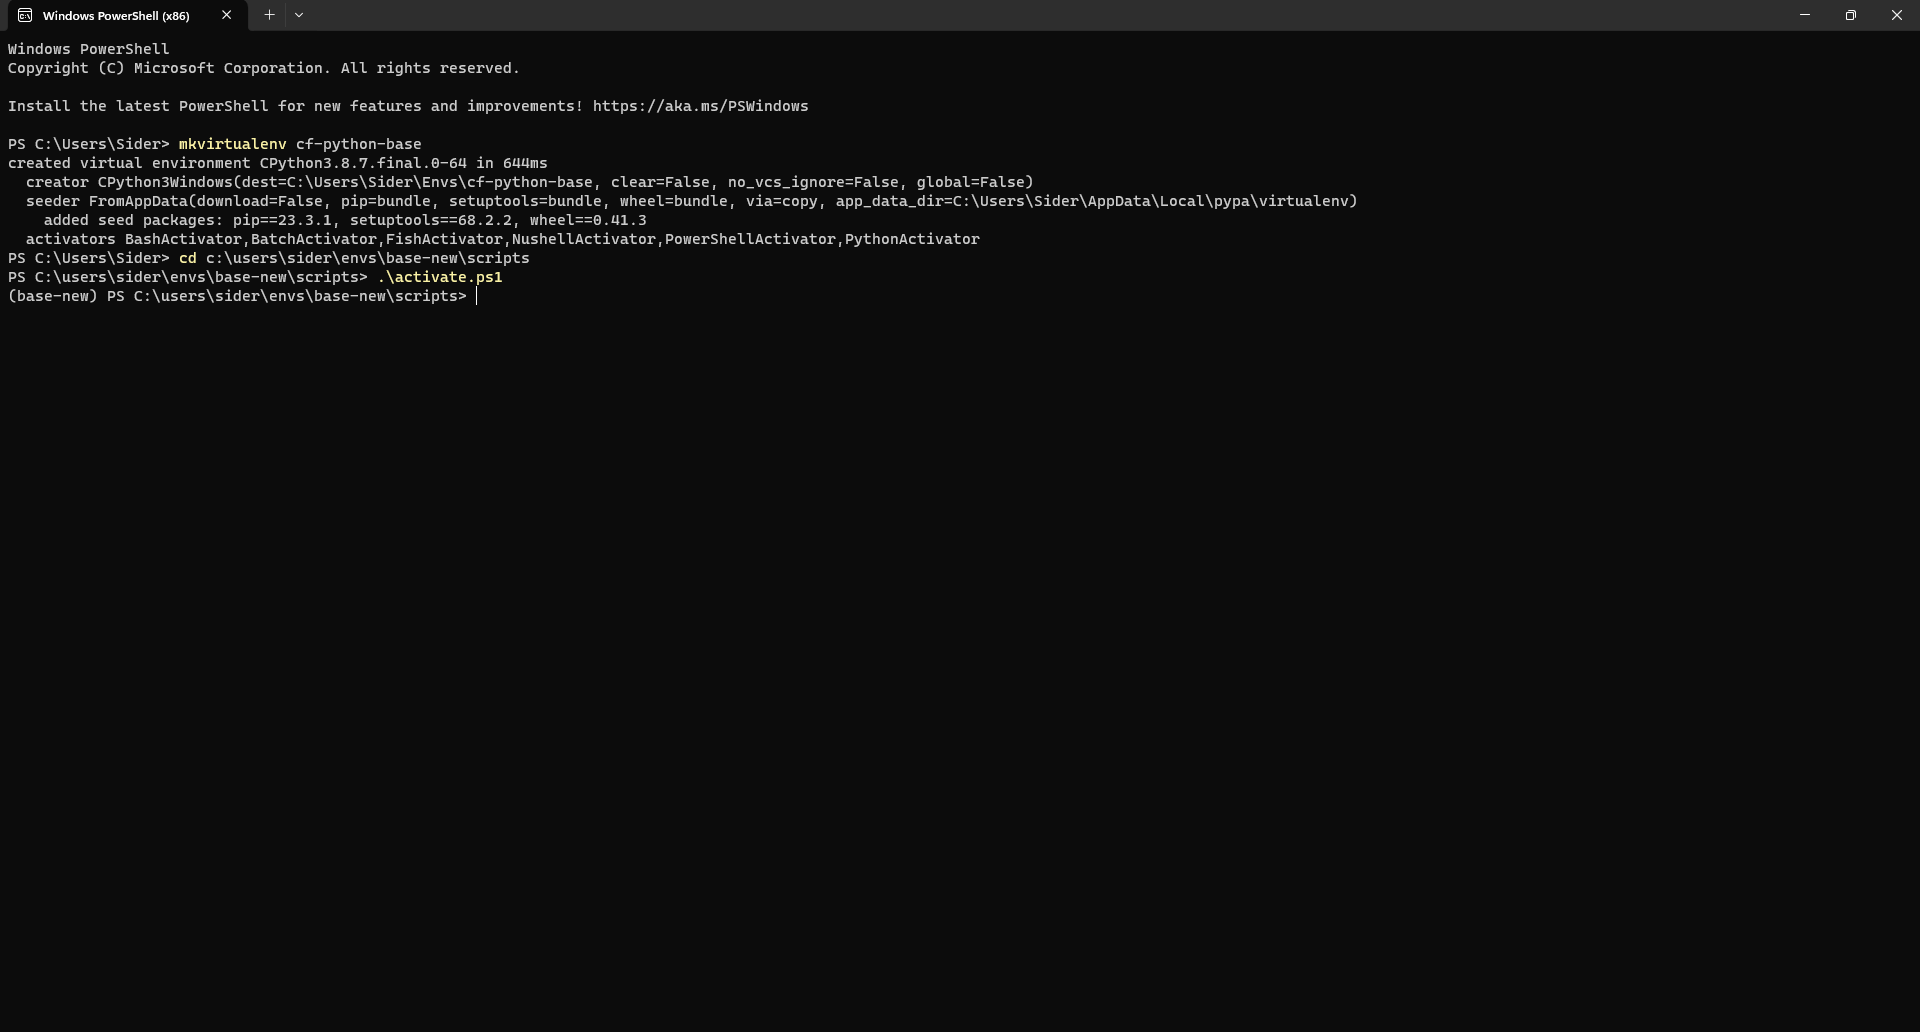 Windows PowerShell (x86)
Windows PowerShell
Copyright (C) Microsoft Corporation. All rights reserved.
Install the latest PowerShell for new features and improvements! https://aka.ms/PSWindows
PS C:\Users\Sider> mkvirtualenv cf-python-base
created virtual environment CPython3.8.7.final.0-64 in 644ms
  creator CPython3Windows(dest=C:\Users\Sider\Envs\cf-python-base, clear=False, no_vcs_ignore=False, global=False)
  seeder FromAppData(download=False, pip=bundle, setuptools=bundle, wheel=bundle, via=copy, app_data_dir=C:\Users\Sider\AppData\Local\pypa\virtualenv)
    added seed packages: pip==23.3.1, setuptools==68.2.2, wheel==0.41.3
  activators BashActivator,BatchActivator,FishActivator,NushellActivator,PowerShellActivator,PythonActivator
PS C:\Users\Sider> cd c:\users\sider\envs\base-new\scripts
PS C:\users\sider\envs\base-new\scripts> .\activate.ps1
(base-new) PS C:\users\sider\envs\base-new\scripts>